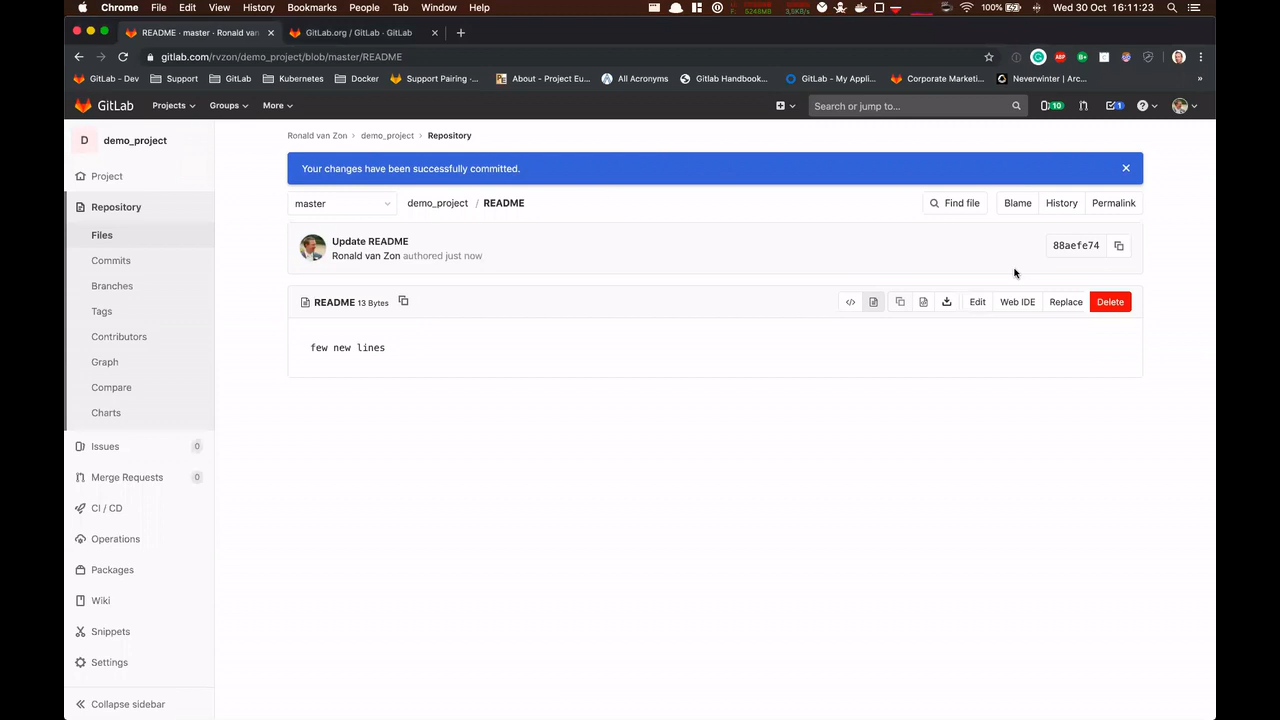 Chrome File Edit View History Bookmarks People Tab Window Help 5248MB 3,5KB/s 100% Wed 30 Oct 16:11:23
README · master · Ronald van GitLab.org / GitLab · GitLab
gitlab.com/rvzon/demo_project/blob/master/README
GitLab - Dev Support GitLab Kubernetes Docker Support Pairing ·... About - Project Eu... All Acronyms Gitlab Handbook... GitLab - My Appli... Corporate Marketi... Neverwinter | Arc... »
GitLab Projects Groups More Search or jump to... 10 1
D demo_project
Ronald van Zon › demo_project › Repository
Your changes have been successfully committed.
Project
master demo_project / README Find file Blame History Permalink
Repository
Files
Update README
Ronald van Zon authored just now 88aefe74
Commits
Branches
README 13 Bytes Edit Web IDE Replace Delete
Tags
Contributors
few new lines
Graph
Compare
Charts
Issues 0
Merge Requests 0
CI / CD
Operations
Packages
Wiki
Snippets
Settings
Collapse sidebar